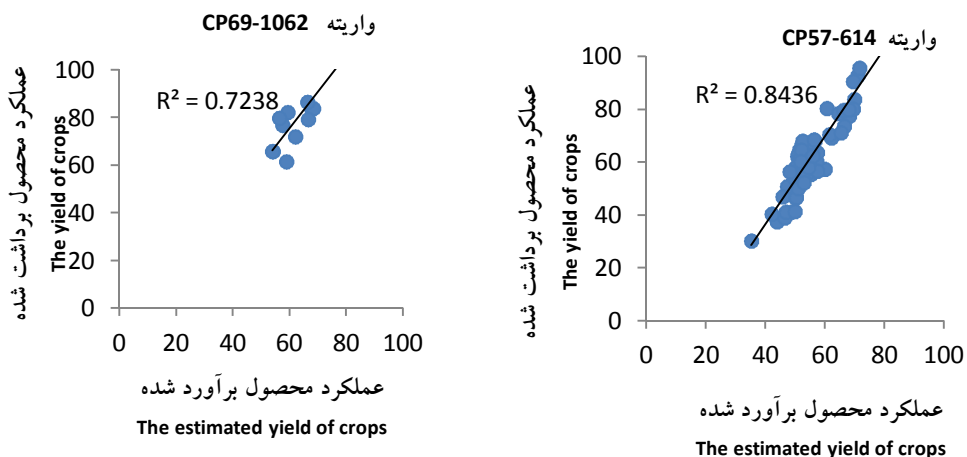 واریته CP69-1062
R² = 0.7238
100
80
60
40
20
0
0 20 40 60 80 100
عملکرد محصول برداشت شده
The yield of crops
عملکرد محصول برآورد شده
The estimated yield of crops
واریته CP57-614
R² = 0.8436
100
80
60
40
20
0
0 20 40 60 80 100
عملکرد محصول برداشت شده
The yield of crops
عملکرد محصول برآورد شده
The estimated yield of crops